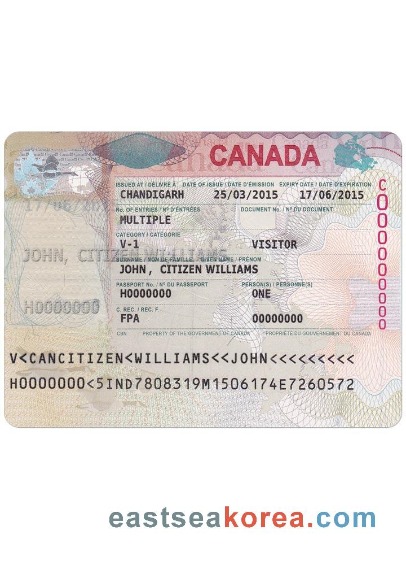 CANADA
ISSUED AT / DÉLIVRÉ À DATE OF ISSUE / DATE D'ÉMISSION EXPIRY DATE / DATE D'EXPIRATION
CHANDIGARH 25/03/2015 17/06/2015
No. OF ENTRIES / Nº D'ENTRÉES DOCUMENT No. / Nº DU DOCUMENT
MULTIPLE
CATEGORY / CATÉGORIE
V-1 VISITOR
SURNAME / NOM DE FAMILLE GIVEN NAME / PRÉNOM
JOHN, CITIZEN WILLIAMS
PASSPORT No. / Nº DU PASSEPORT PERSON(S) / PERSONNE(S)
H0000000 ONE
C. REC. / REC. F
FPA 00000000
PROPERTY OF THE GOVERNMENT OF CANADA PROPRIÉTÉ DU GOUVERNEMENT DU CANADA
17/06/20
JOHN, CITIZEN WILLIAMS
H0000000
V<CANCITIZEN<WILLIAMS<<JOHN<<<<<<<<<
H0000000<5IND7808319M1506174E7260572
eastseakorea.com